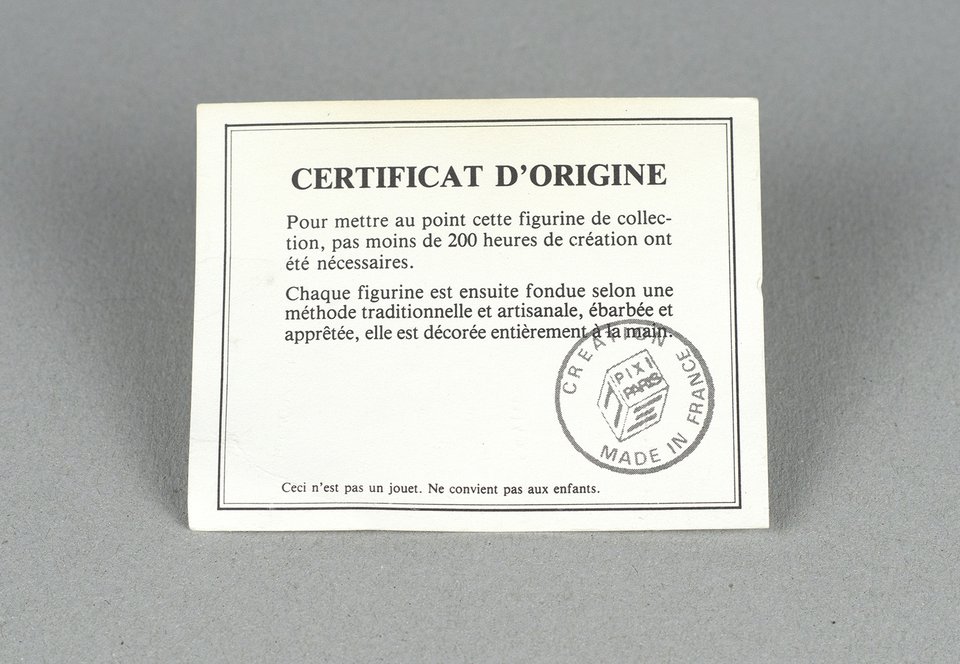 CERTIFICAT D'ORIGINE
Pour mettre au point cette figurine de collec-
tion, pas moins de 200 heures de création ont
été nécessaires.
Chaque figurine est ensuite fondue selon une
méthode traditionnelle et artisanale, ébarbée et
apprêtée, elle est décorée entièrement à la main.
CREATION
PIXI
PARIS
MADE IN FRANCE
Ceci n'est pas un jouet. Ne convient pas aux enfants.